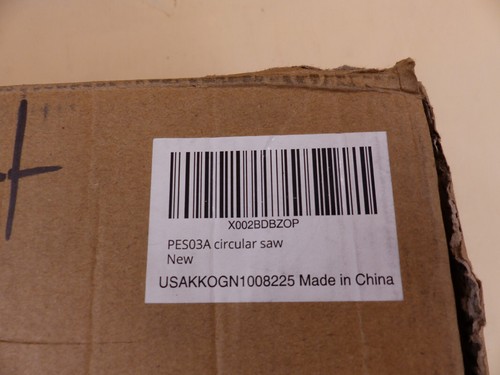 X002BDBZOP
PES03A circular saw
New
USAKKOGN1008225 Made in China